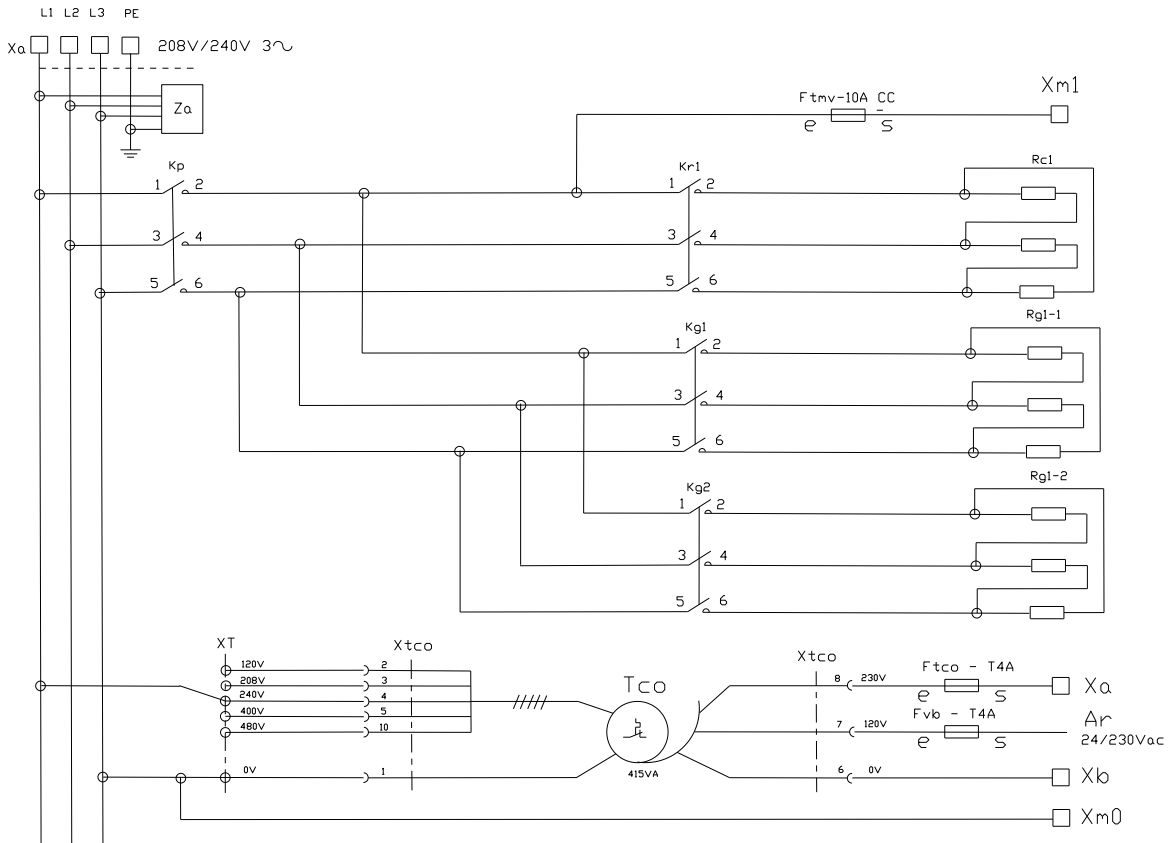 L1 L2 L3 PE
Xa 208V/240V 3~
Za
Xm1
Ftmv-10A CC
e s
Kp
1 2
3 4
5 6
Kr1
1 2
3 4
5 6
Rc1
Kg1
1 2
3 4
5 6
Rg1-1
Kg2
1 2
3 4
5 6
Rg1-2
XT
Xtco
120V 2
208V 3
240V 4
400V 5
480V 10
0V 1
Tco
415VA
Xtco
8 230V
Ftco - T4A
e s
Xa
7 120V
Fvb - T4A
e s
Ar
24/230Vac
6 0V
Xb
Xm0